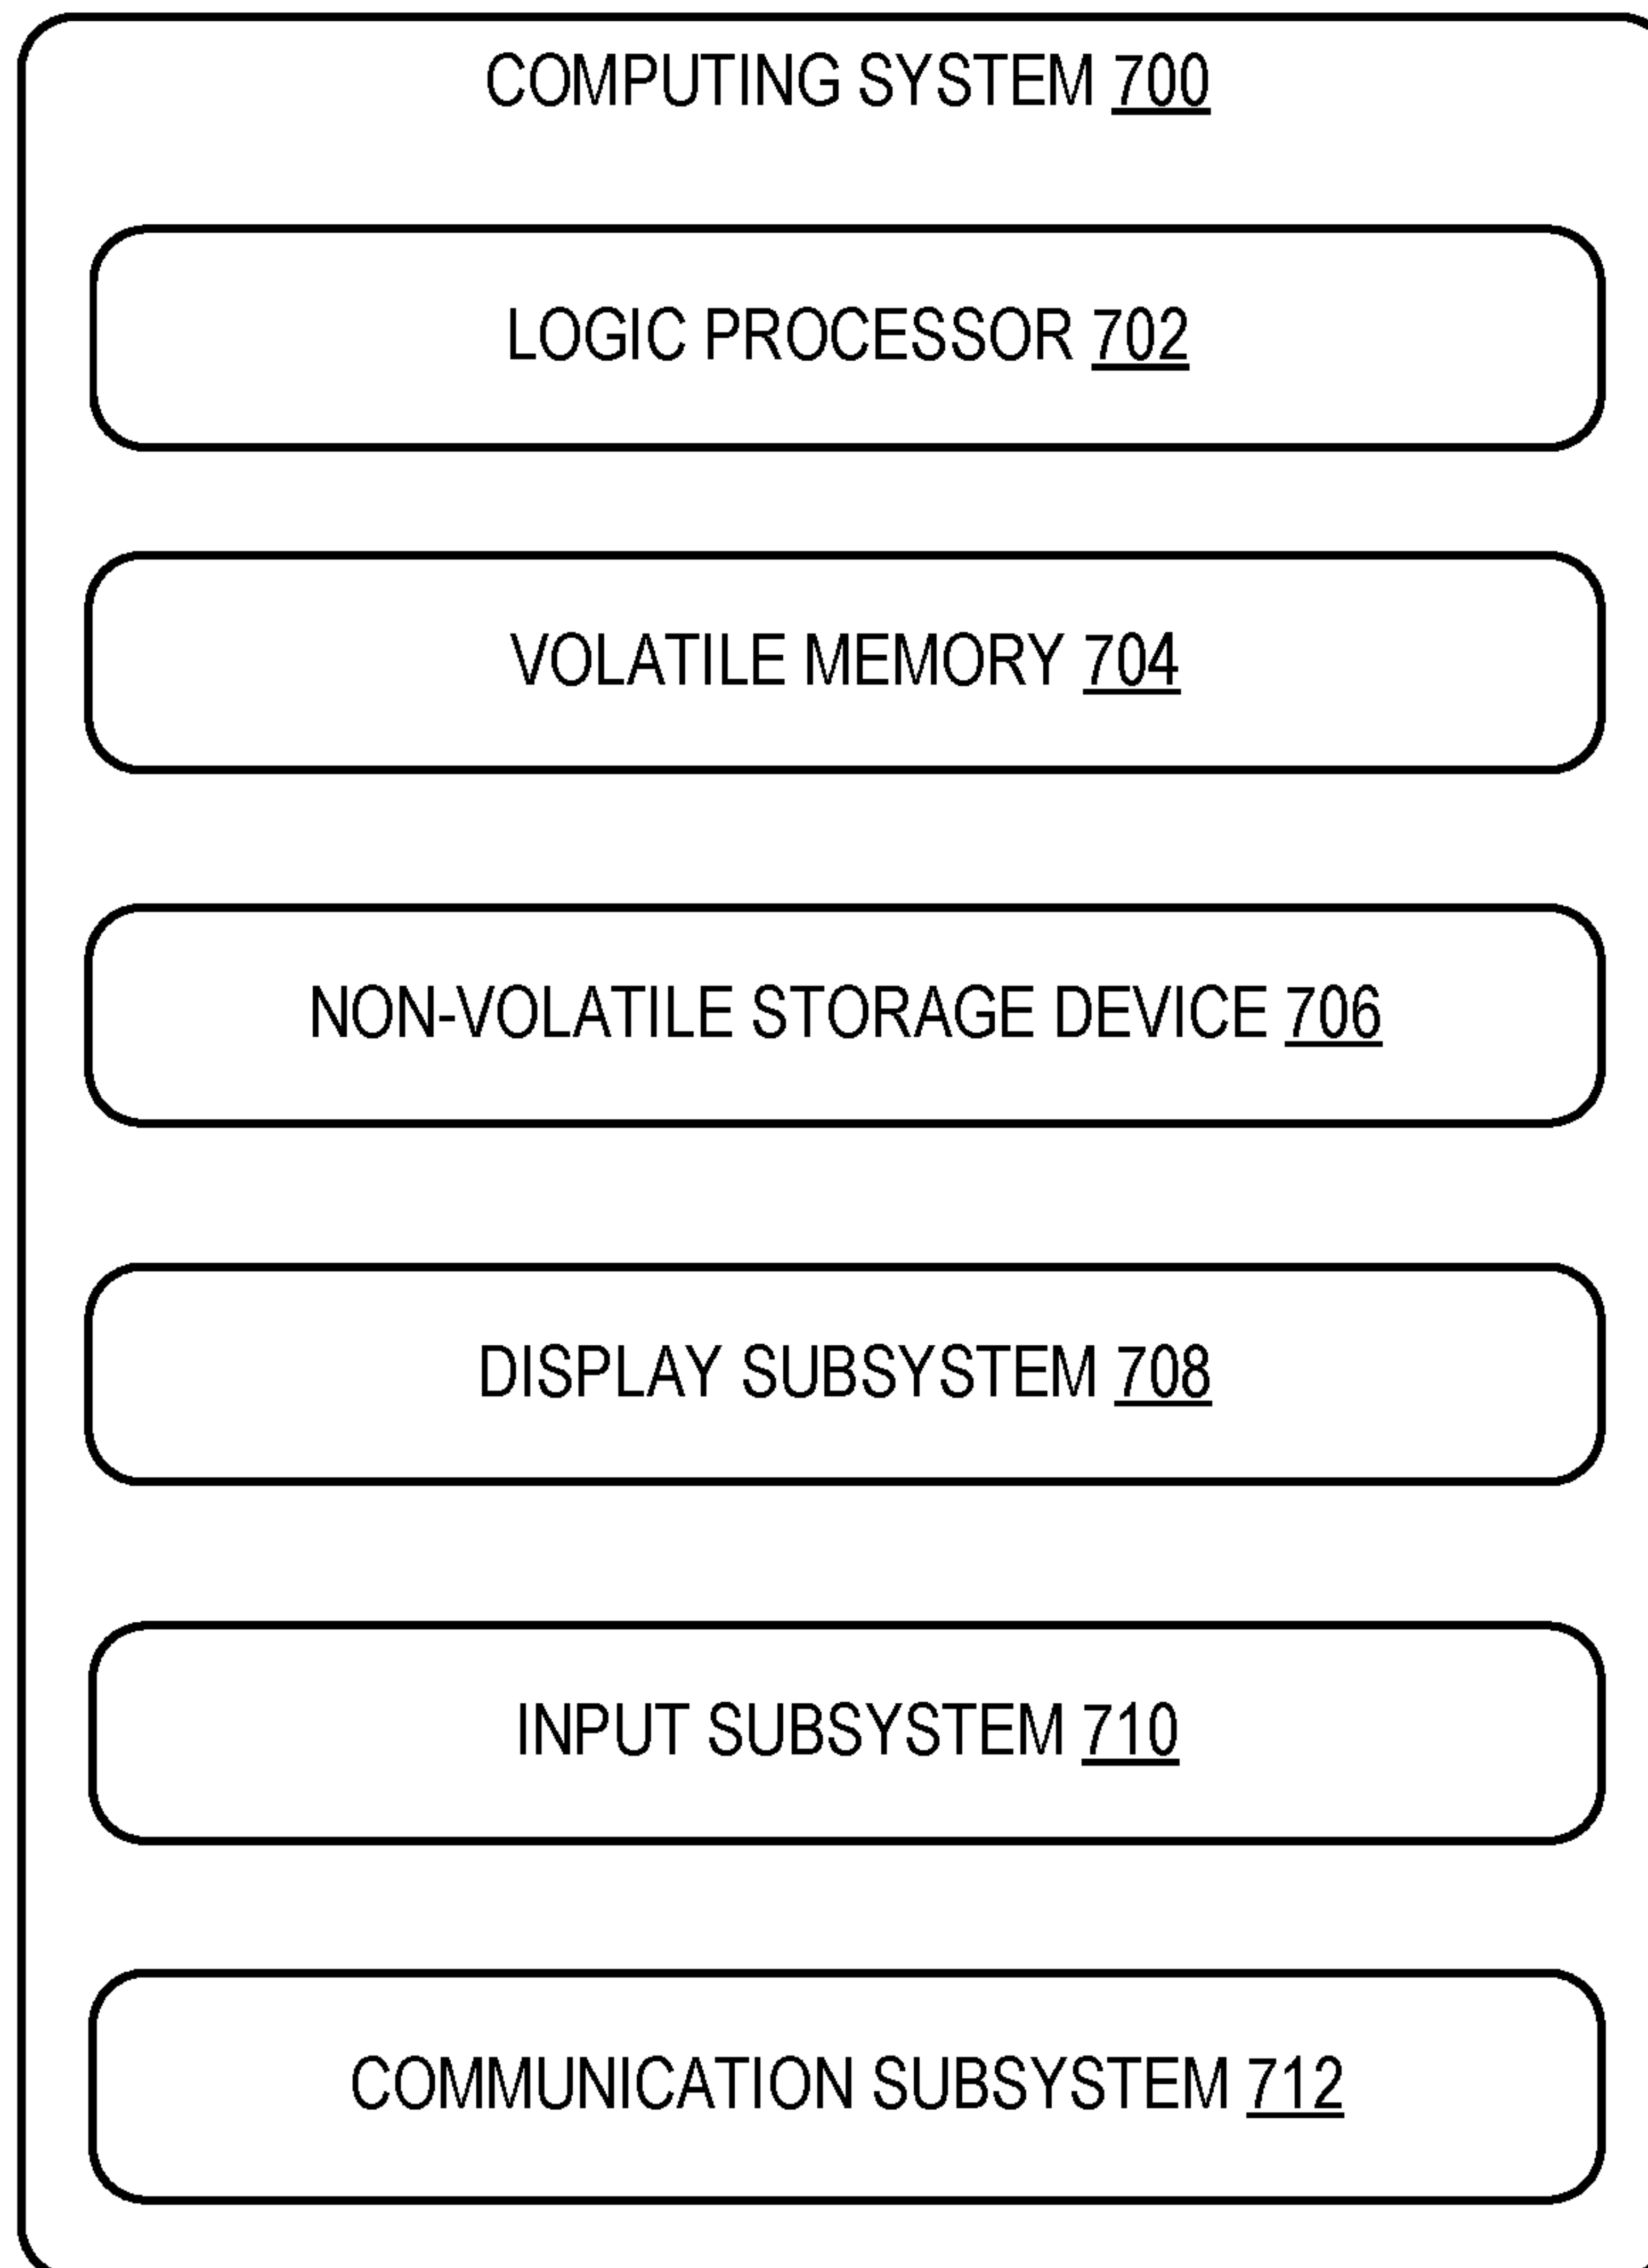 COMPUTING SYSTEM 700
LOGIC PROCESSOR 702
VOLATILE MEMORY 704
NON-VOLATILE STORAGE DEVICE 706
DISPLAY SUBSYSTEM 708
INPUT SUBSYSTEM 710
COMMUNICATION SUBSYSTEM 712